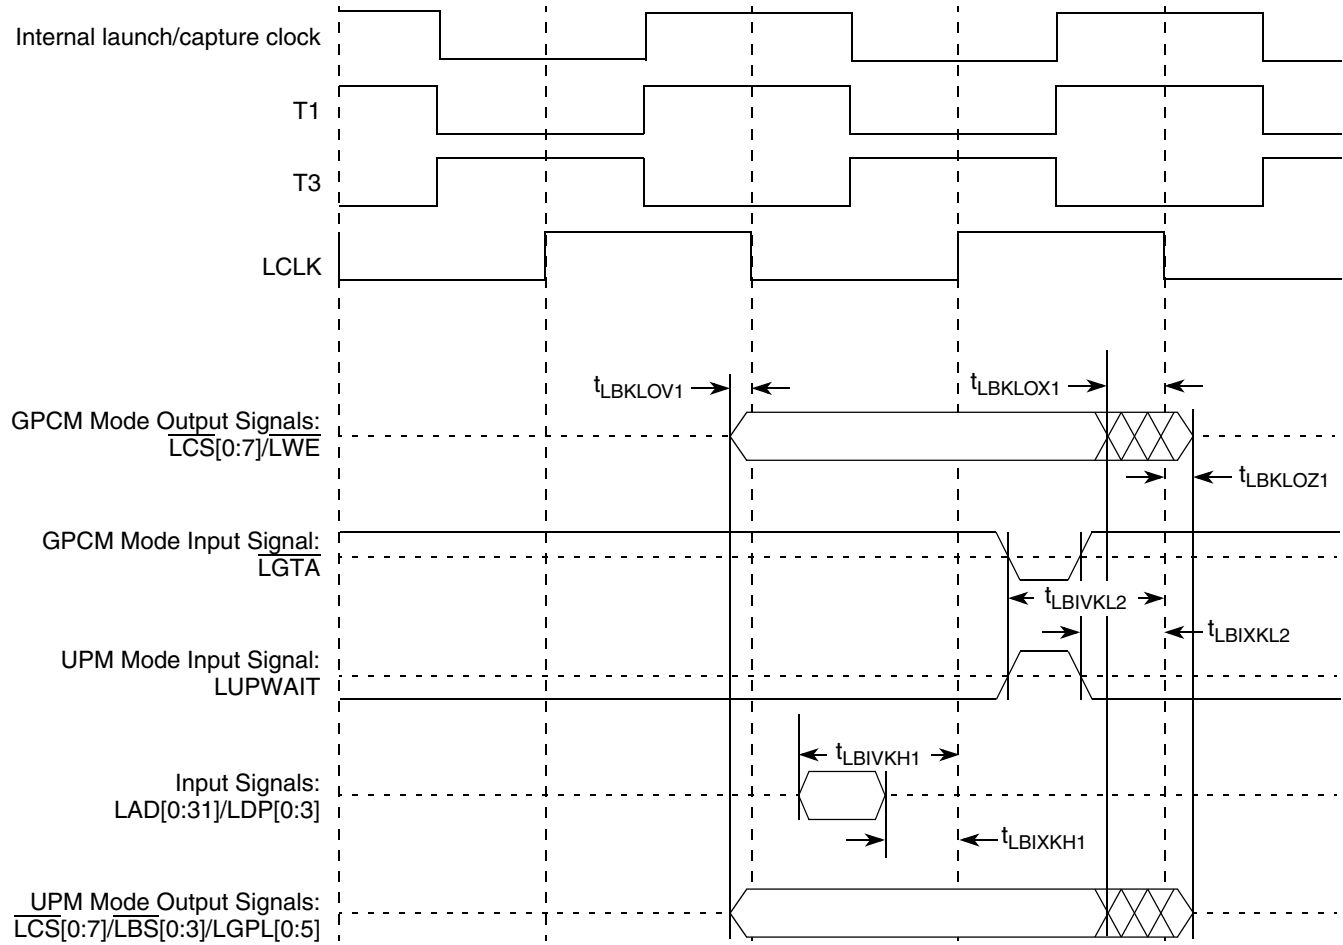 Internal launch/capture clock
T1
T3
LCLK
tLBKLOV1
tLBKLOX1
GPCM Mode Output Signals:
LCS[0:7]/LWE
tLBKLOZ1
GPCM Mode Input Signal:
LGTA
tLBIVKL2
tLBIXKL2
UPM Mode Input Signal:
LUPWAIT
tLBIVKH1
Input Signals:
LAD[0:31]/LDP[0:3]
tLBIXKH1
UPM Mode Output Signals:
LCS[0:7]/LBS[0:3]/LGPL[0:5]